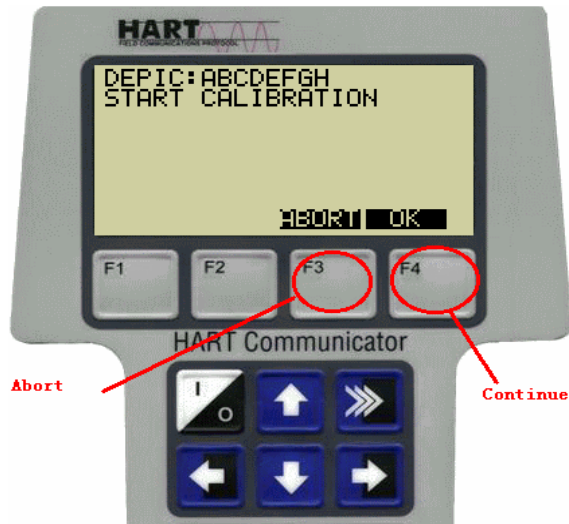 HART
FIELD COMMUNICATIONS PROTOCOL
DEPIC:ABCDEFGH
START CALIBRATION
ABORT OK
F1 F2 F3 F4
HART Communicator
Abort
I
O
Continue